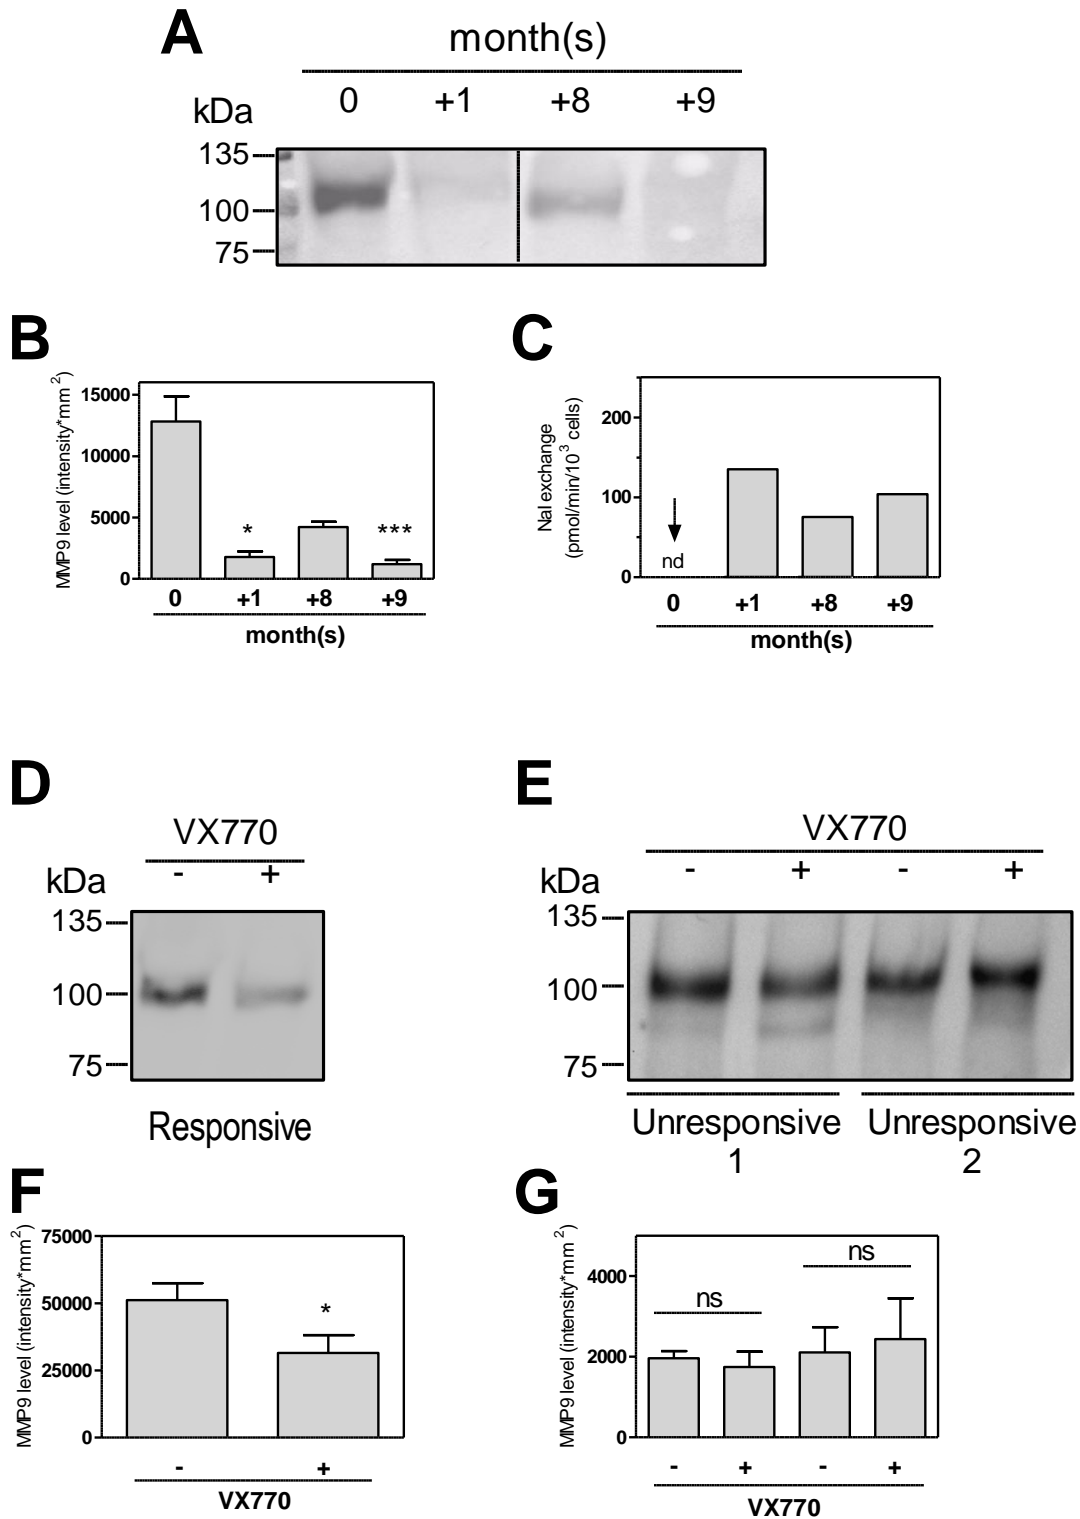 A
month(s)
kDa
0 +1 +8 +9
135
100
75
B
MMP9 level (intensity*mm²)
15000
10000
5000
0
* ***
0 +1 +8 +9
month(s)
C
NaI exchange
(pmol/min/10³ cells)
200
100
0
nd
0 +1 +8 +9
month(s)
D
VX770
kDa
- +
135
100
75
Responsive
E
VX770
kDa
- + - +
135
100
75
Unresponsive
1
Unresponsive
2
F
MMP9 level (intensity*mm²)
75000
50000
25000
0
*
- +
VX770
G
MMP9 level (intensity*mm²)
4000
2000
0
ns
ns
- + - +
VX770